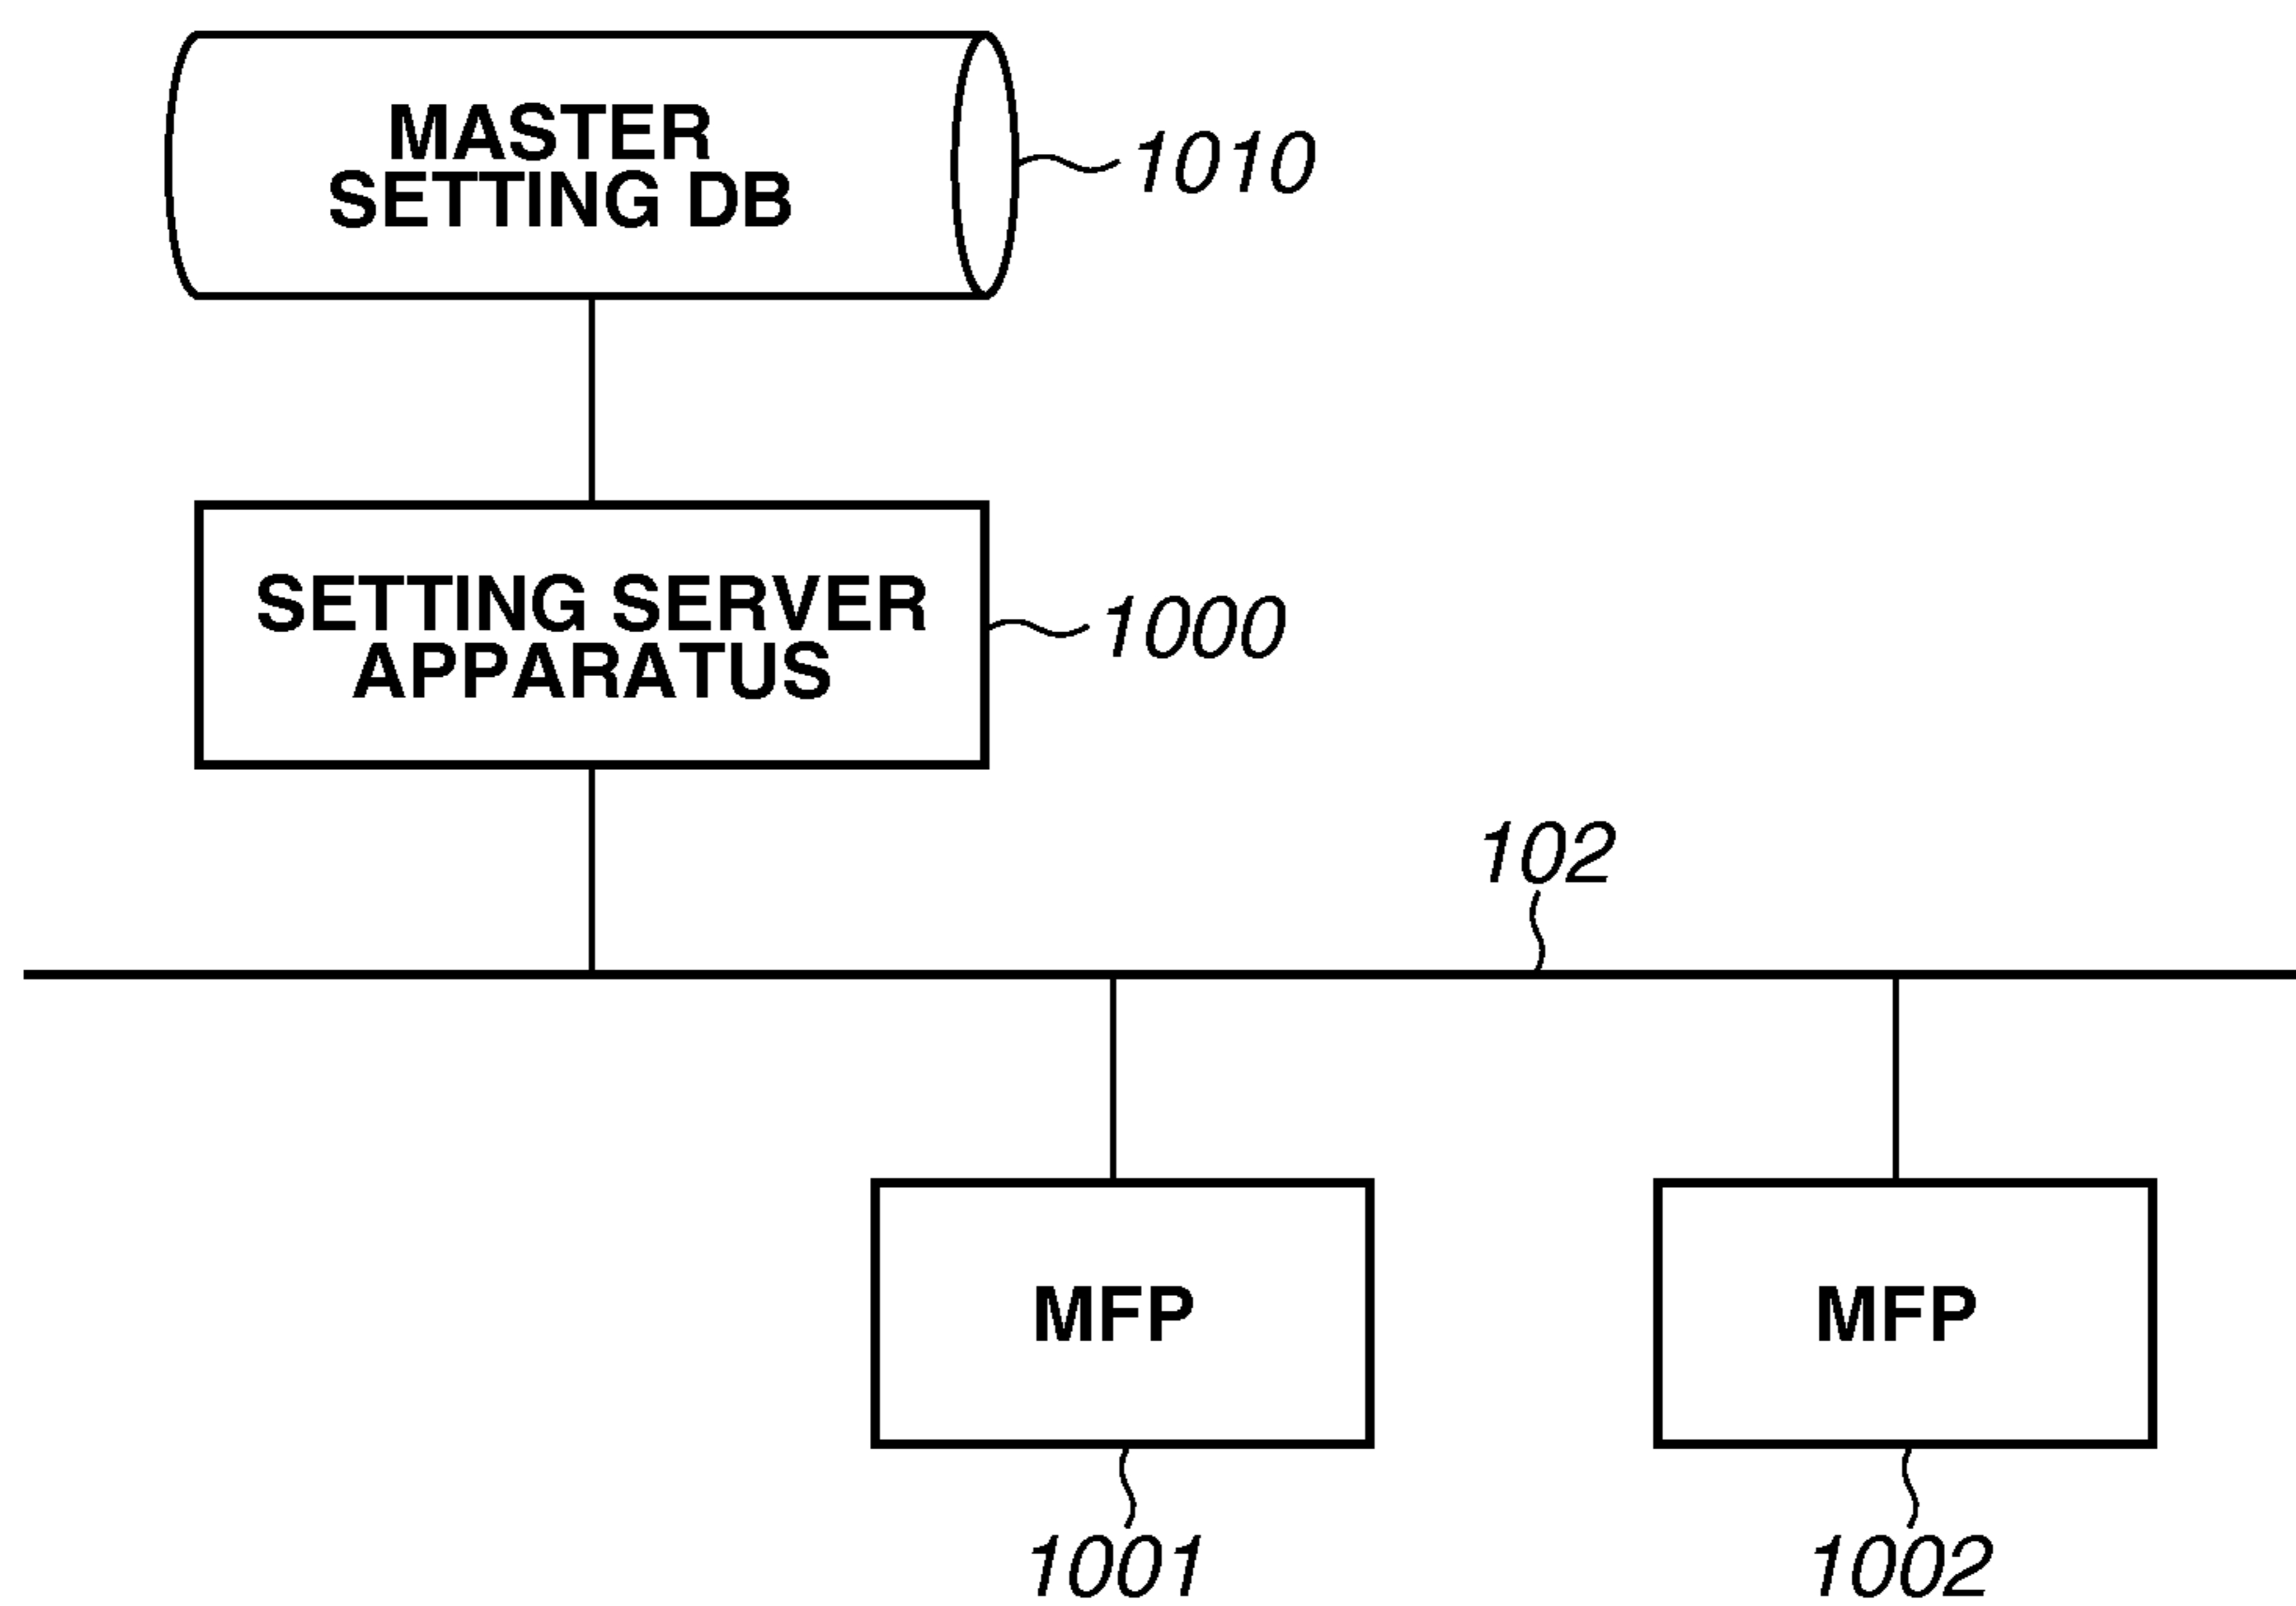 MASTER
SETTING DB
1010
SETTING SERVER
APPARATUS
1000
102
MFP
MFP
1001
1002